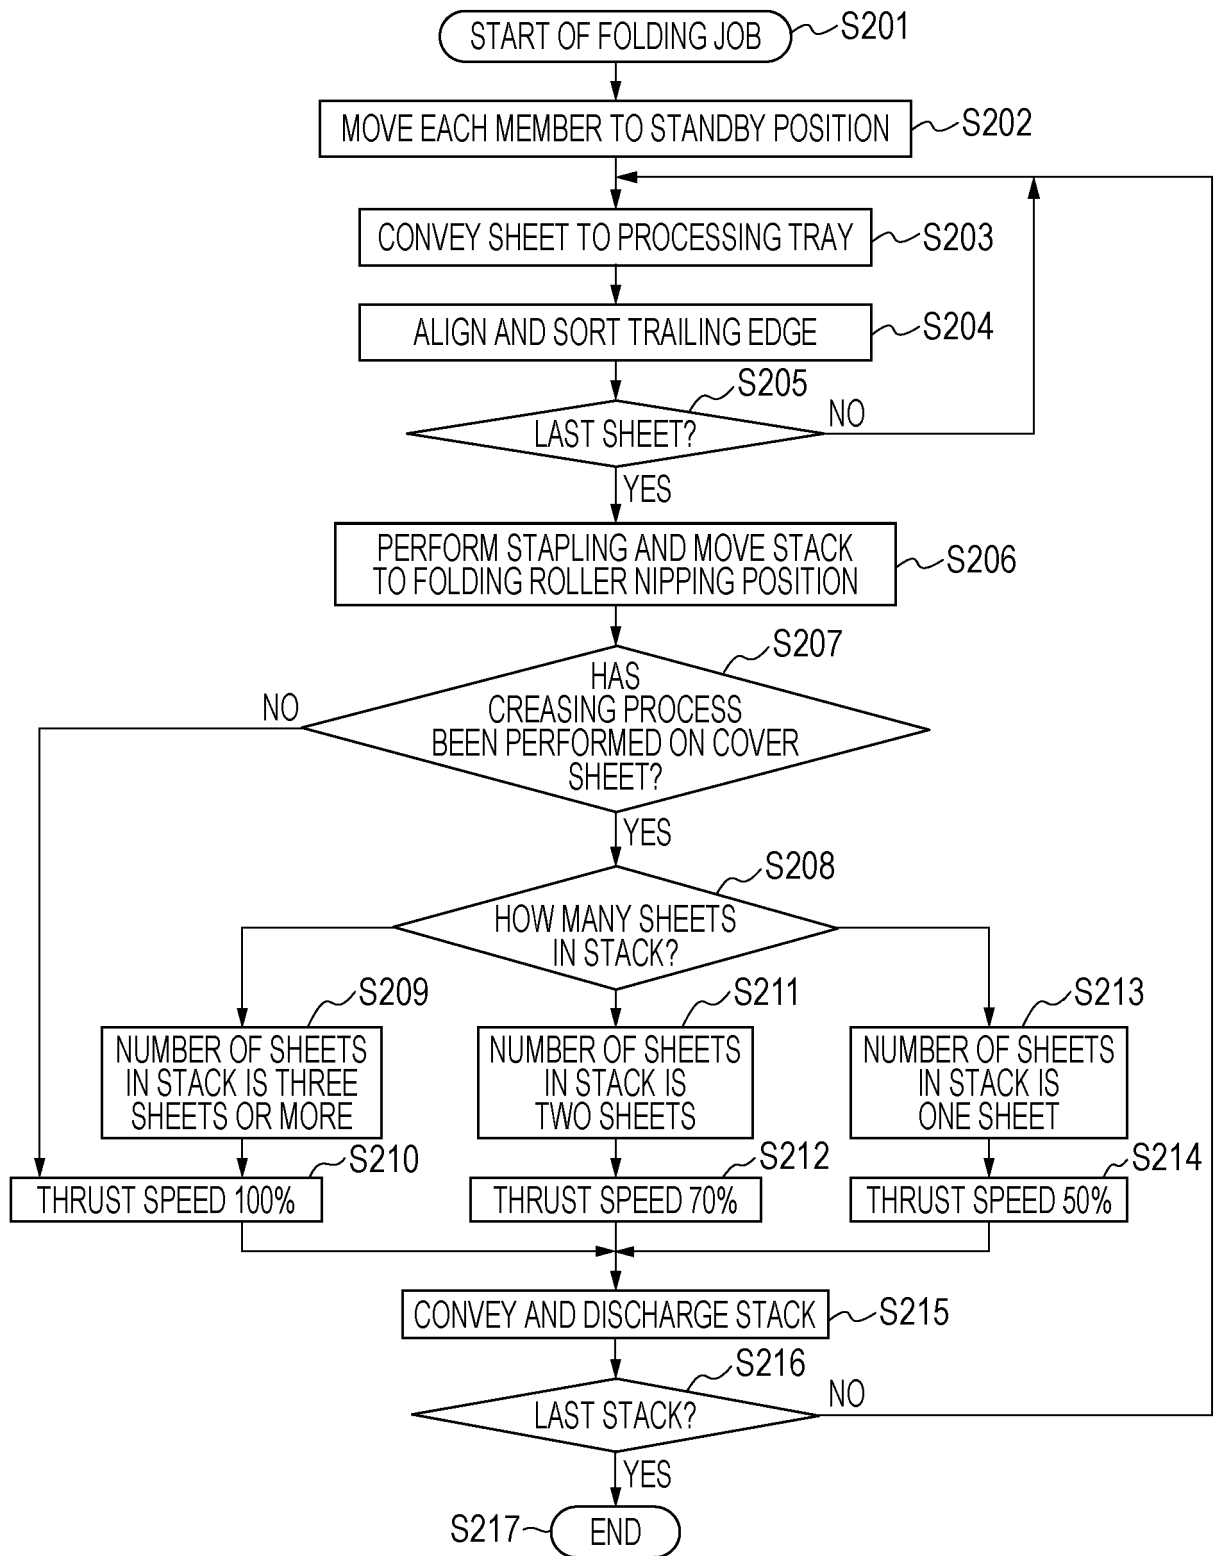 START OF FOLDING JOB
S201
MOVE EACH MEMBER TO STANDBY POSITION
S202
CONVEY SHEET TO PROCESSING TRAY
S203
ALIGN AND SORT TRAILING EDGE
S204
S205
LAST SHEET?
NO
YES
PERFORM STAPLING AND MOVE STACK
TO FOLDING ROLLER NIPPING POSITION
S206
S207
HAS
CREASING PROCESS
BEEN PERFORMED ON COVER
SHEET?
NO
YES
S208
HOW MANY SHEETS
IN STACK?
S209
NUMBER OF SHEETS
IN STACK IS THREE
SHEETS OR MORE
S211
NUMBER OF SHEETS
IN STACK IS
TWO SHEETS
S213
NUMBER OF SHEETS
IN STACK IS
ONE SHEET
S210
THRUST SPEED 100%
S212
THRUST SPEED 70%
S214
THRUST SPEED 50%
CONVEY AND DISCHARGE STACK
S215
S216
LAST STACK?
NO
YES
S217
END